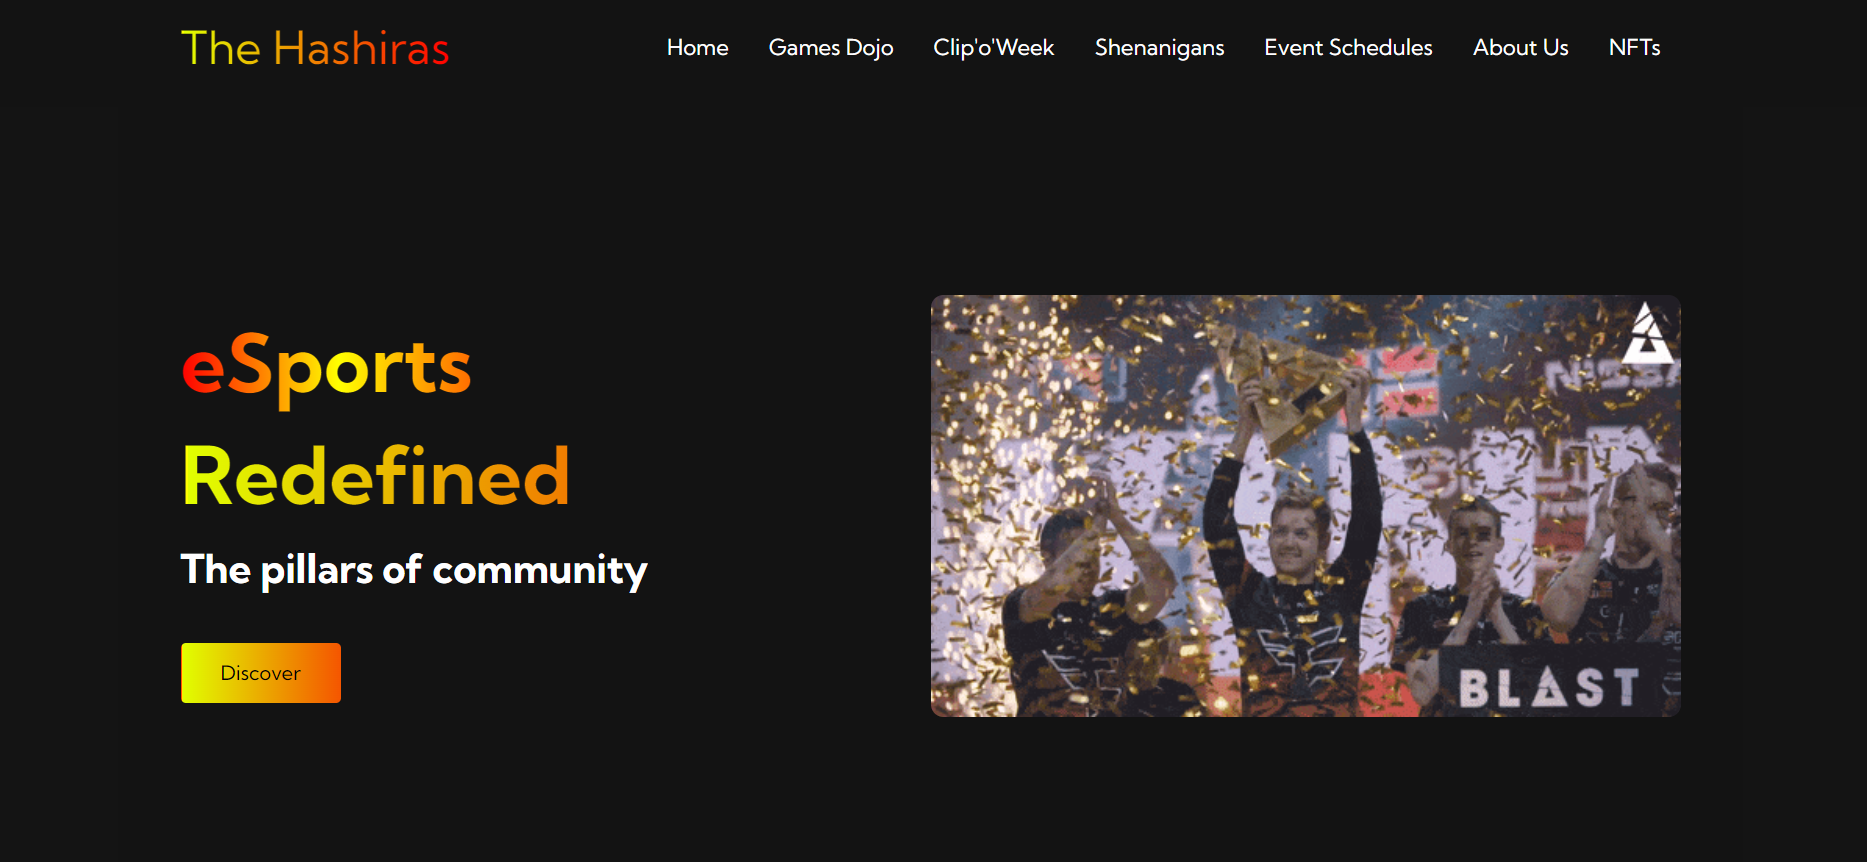 The Hashiras
Home Games Dojo Clip'o'Week Shenanigans Event Schedules About Us NFTs
eSports
Redefined
The pillars of community
Discover
NISSA
BLAST